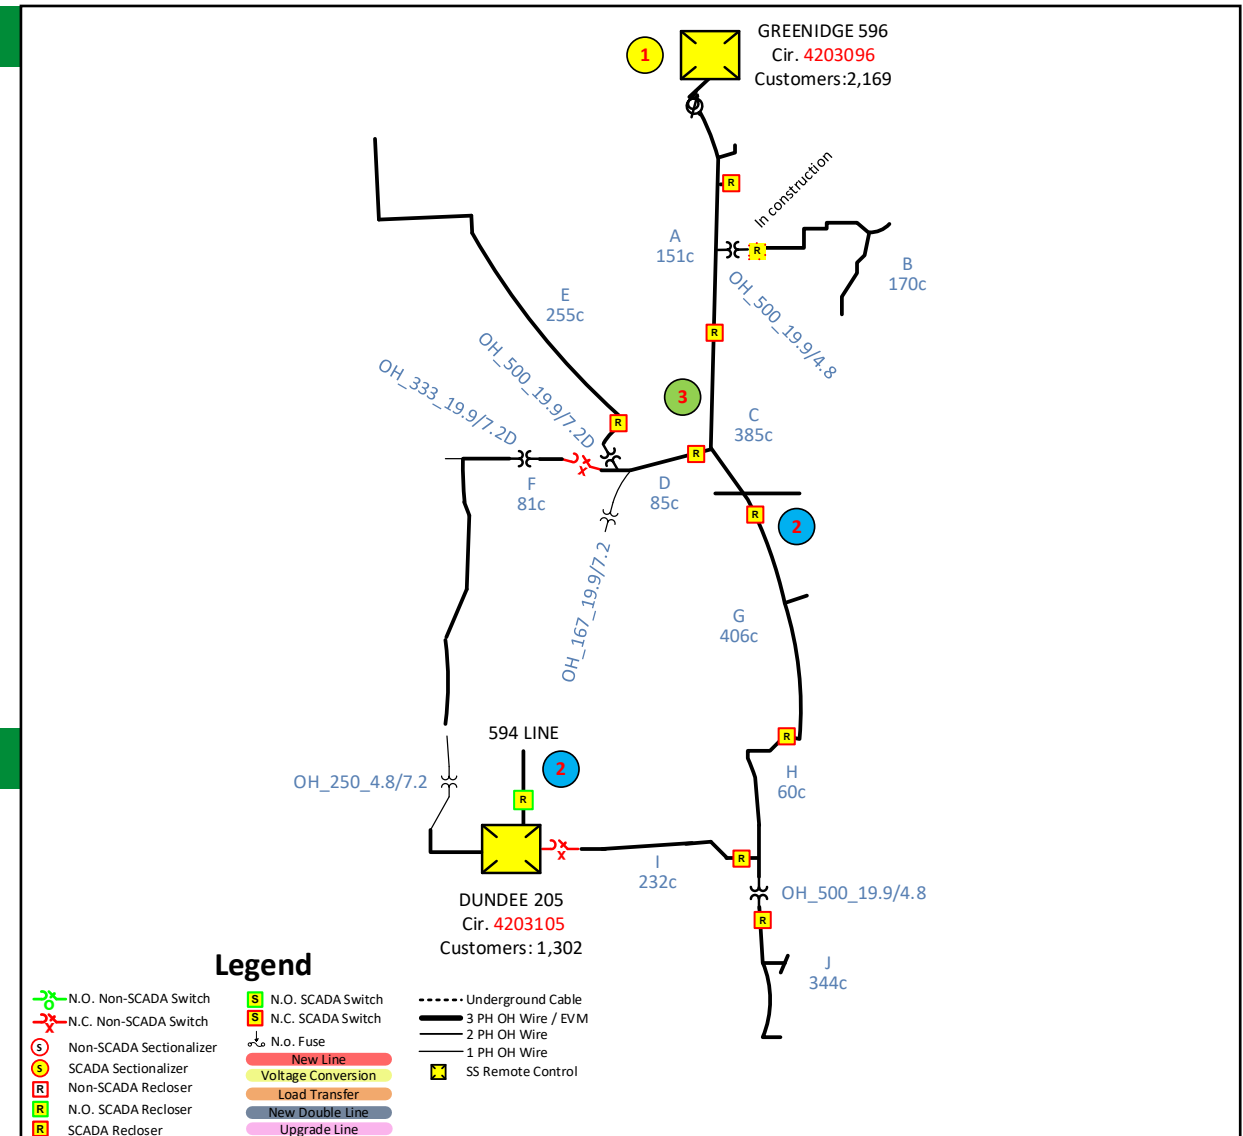 GREENIDGE 596
Cir. 4203096
Customers:2,169
1
R
In construction
A
151c
R
B
170c
OH_500_19.9/4.8
E
255c
R
OH_500_19.9/7.2D
OH_333_19.9/7.2D
3
C
385c
R
R
F
81c
D
85c
R
2
OH_167_19.9/7.2
G
406c
594 LINE
2
R
H
60c
OH_250_4.8/7.2
R
R
I
232c
OH_500_19.9/4.8
DUNDEE 205
Cir. 4203105
Customers: 1,302
R
J
344c
Legend
N.O. Non-SCADA Switch
N.C. Non-SCADA Switch
S Non-SCADA Sectionalizer
S SCADA Sectionalizer
R Non-SCADA Recloser
R N.O. SCADA Recloser
R SCADA Recloser
S N.O. SCADA Switch
S N.C. SCADA Switch
N.o. Fuse
New Line
Voltage Conversion
Load Transfer
New Double Line
Upgrade Line
Underground Cable
3 PH OH Wire / EVM
2 PH OH Wire
1 PH OH Wire
SS Remote Control